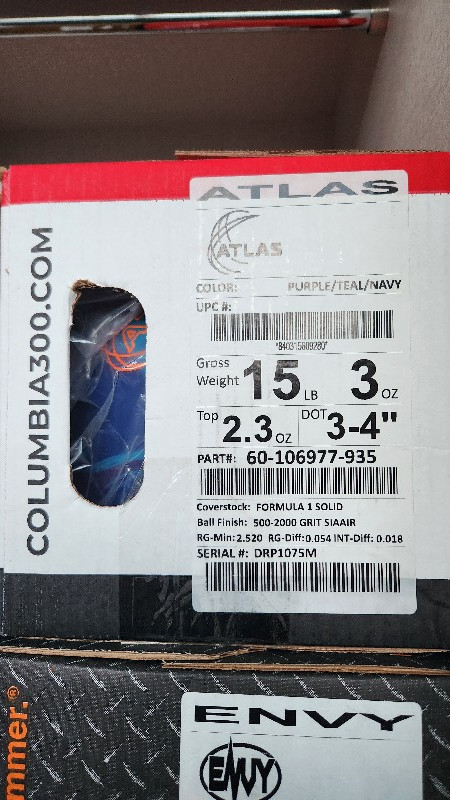 COLUMBIA300.COM
ATLAS
ATLAS
COLOR: PURPLE/TEAL/NAVY
UPC #:
*840315609280*
Gross Weight 15 LB 3 OZ
Top 2.3 OZ DOT 3-4"
PART#: 60-106977-935
Coverstock: FORMULA 1 SOLID
Ball Finish: 500-2000 GRIT SIAAIR
RG-Min: 2.520 RG-Diff: 0.054 INT-Diff: 0.018
SERIAL #: DRP1075M
mmer.®
ENVY
ENVY